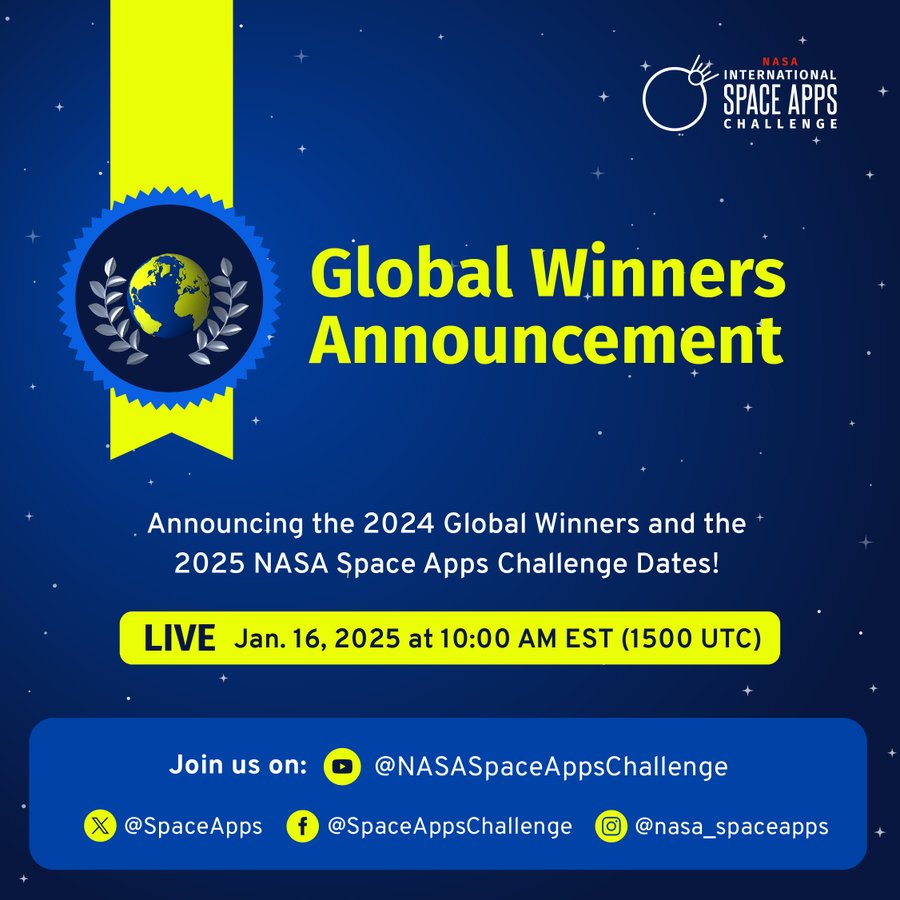 NASA
INTERNATIONAL
SPACE APPS
CHALLENGE
Global Winners
Announcement
Announcing the 2024 Global Winners and the
2025 NASA Space Apps Challenge Dates!
LIVE Jan. 16, 2025 at 10:00 AM EST (1500 UTC)
Join us on: @NASASpaceAppsChallenge
@SpaceApps @SpaceAppsChallenge @nasa_spaceapps